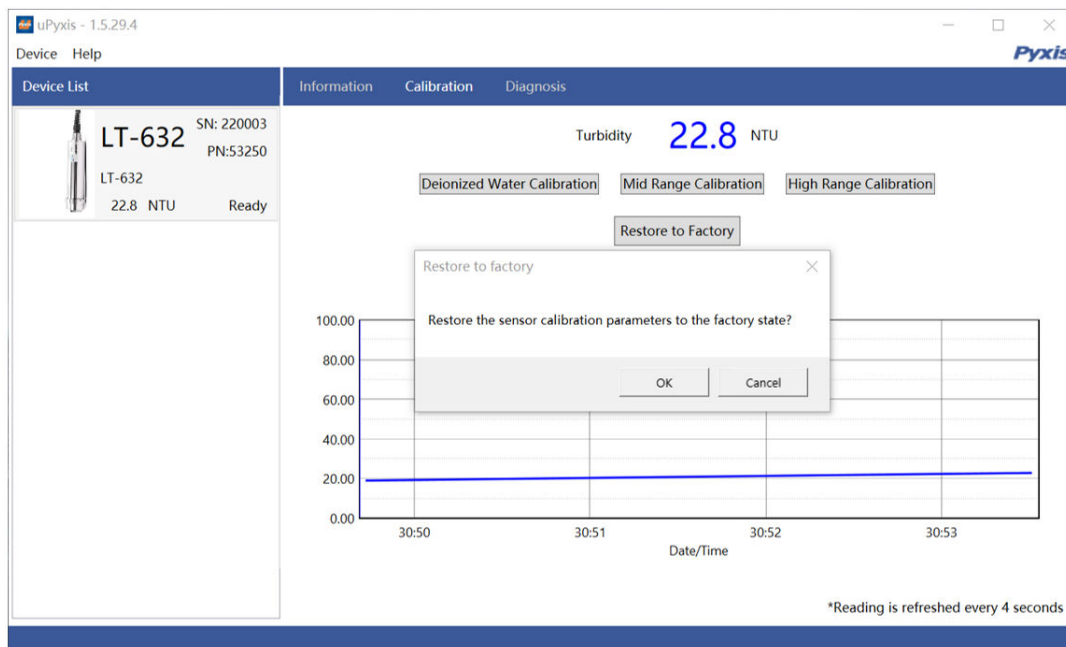 uPyxis - 1.5.29.4
Device Help
Pyxis
Device List
Information Calibration Diagnosis
LT-632
SN: 220003
PN:53250
LT-632
22.8 NTU Ready
Turbidity 22.8 NTU
Deionized Water Calibration Mid Range Calibration High Range Calibration
Restore to Factory
Restore to factory
Restore the sensor calibration parameters to the factory state?
OK Cancel
100.00
80.00
60.00
40.00
20.00
0.00
30:50 30:51 30:52 30:53
Date/Time
*Reading is refreshed every 4 seconds